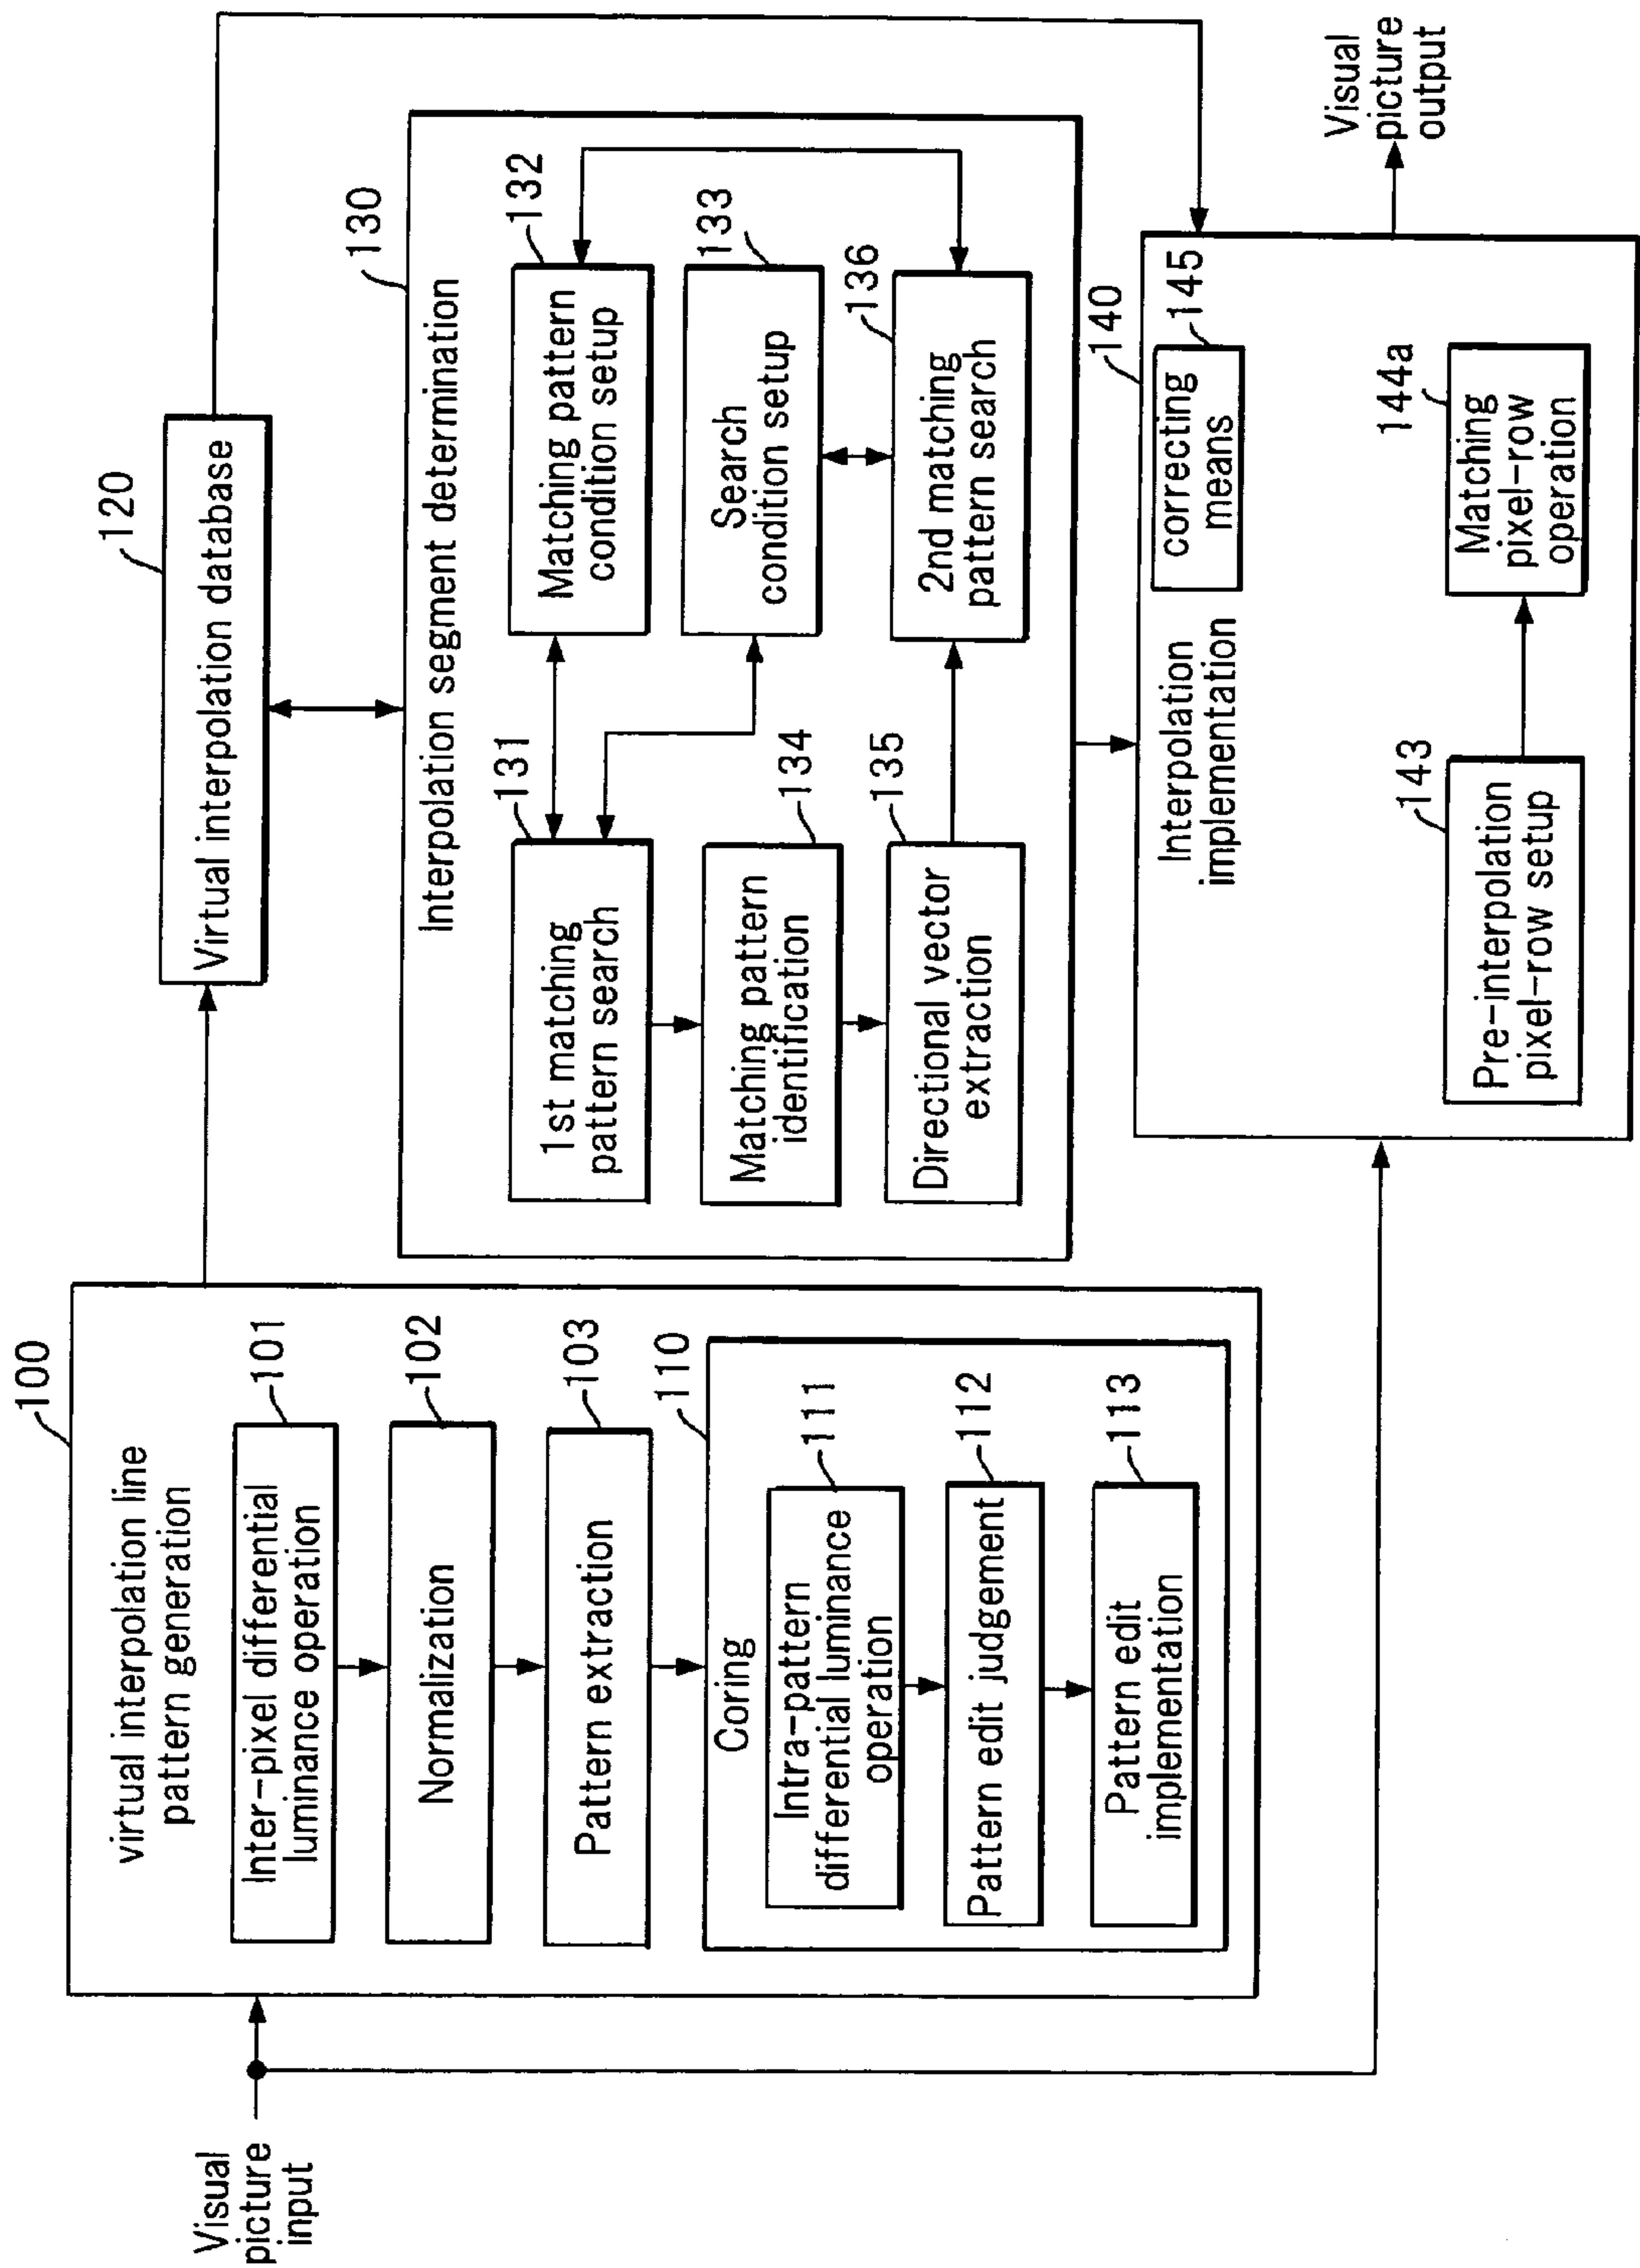 Visual
picture
input
100
virtual interpolation line
pattern generation
101
Inter-pixel differential
luminance operation
102
Normalization
103
Pattern extraction
110
Coring
111
Intra-pattern
differential luminance
operation
112
Pattern edit judgement
113
Pattern edit
implementation
120
Virtual interpolation database
130
Interpolation segment determination
131
1st matching
pattern search
132
Matching pattern
condition setup
133
Search
condition setup
134
Matching pattern
identification
135
Directional vector
extraction
136
2nd matching
pattern search
140
Interpolation
implementation
145
correcting
means
143
Pre-interpolation
pixel-row setup
144a
Matching
pixel-row
operation
Visual
picture
output